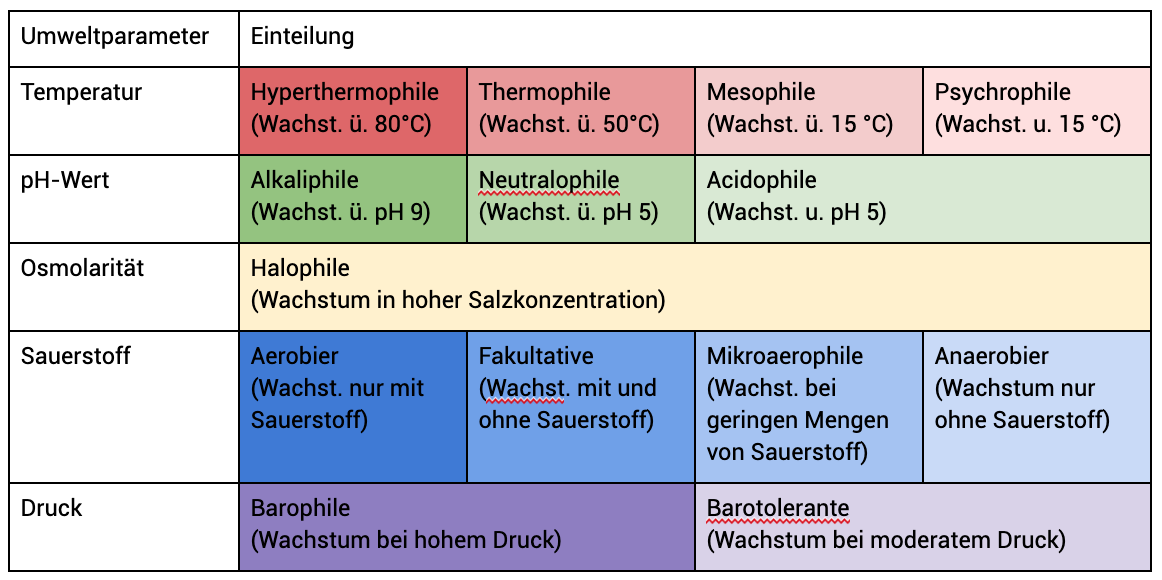 Umweltparameter
Einteilung
Temperatur
Hyperthermophile
(Wachst. ü. 80°C)
Thermophile
(Wachst. ü. 50°C)
Mesophile
(Wachst. ü. 15 °C)
Psychrophile
(Wachst. u. 15 °C)
pH-Wert
Alkaliphile
(Wachst. ü. pH 9)
Neutralophile
(Wachst. ü. pH 5)
Acidophile
(Wachst. u. pH 5)
Osmolarität
Halophile
(Wachstum in hoher Salzkonzentration)
Sauerstoff
Aerobier
(Wachst. nur mit
Sauerstoff)
Fakultative
(Wachst. mit und
ohne Sauerstoff)
Mikroaerophile
(Wachst. bei
geringen Mengen
von Sauerstoff)
Anaerobier
(Wachstum nur
ohne Sauerstoff)
Druck
Barophile
(Wachstum bei hohem Druck)
Barotolerante
(Wachstum bei moderatem Druck)